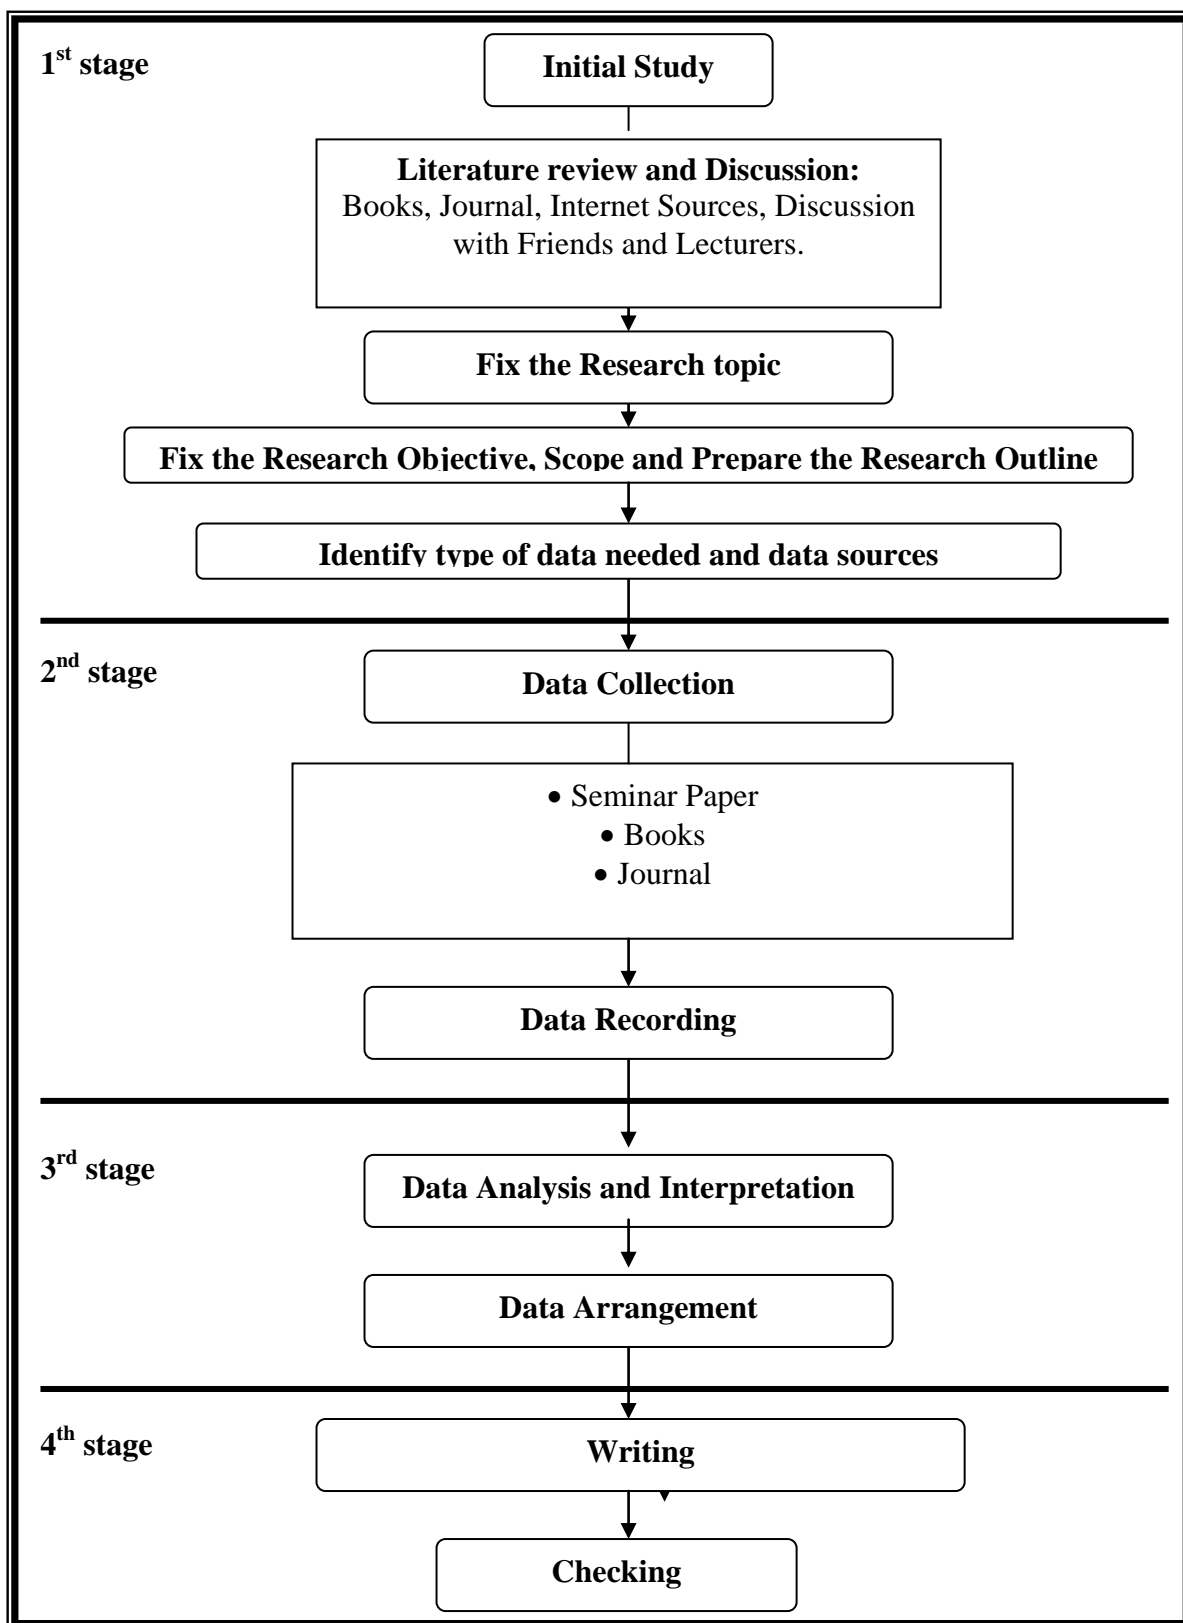 1st stage
Initial Study
Literature review and Discussion:
Books, Journal, Internet Sources, Discussion
with Friends and Lecturers.
Fix the Research topic
Fix the Research Objective, Scope and Prepare the Research Outline
Identify type of data needed and data sources
2nd stage
Data Collection
• Seminar Paper
• Books
• Journal
Data Recording
3rd stage
Data Analysis and Interpretation
Data Arrangement
4th stage
Writing
Checking